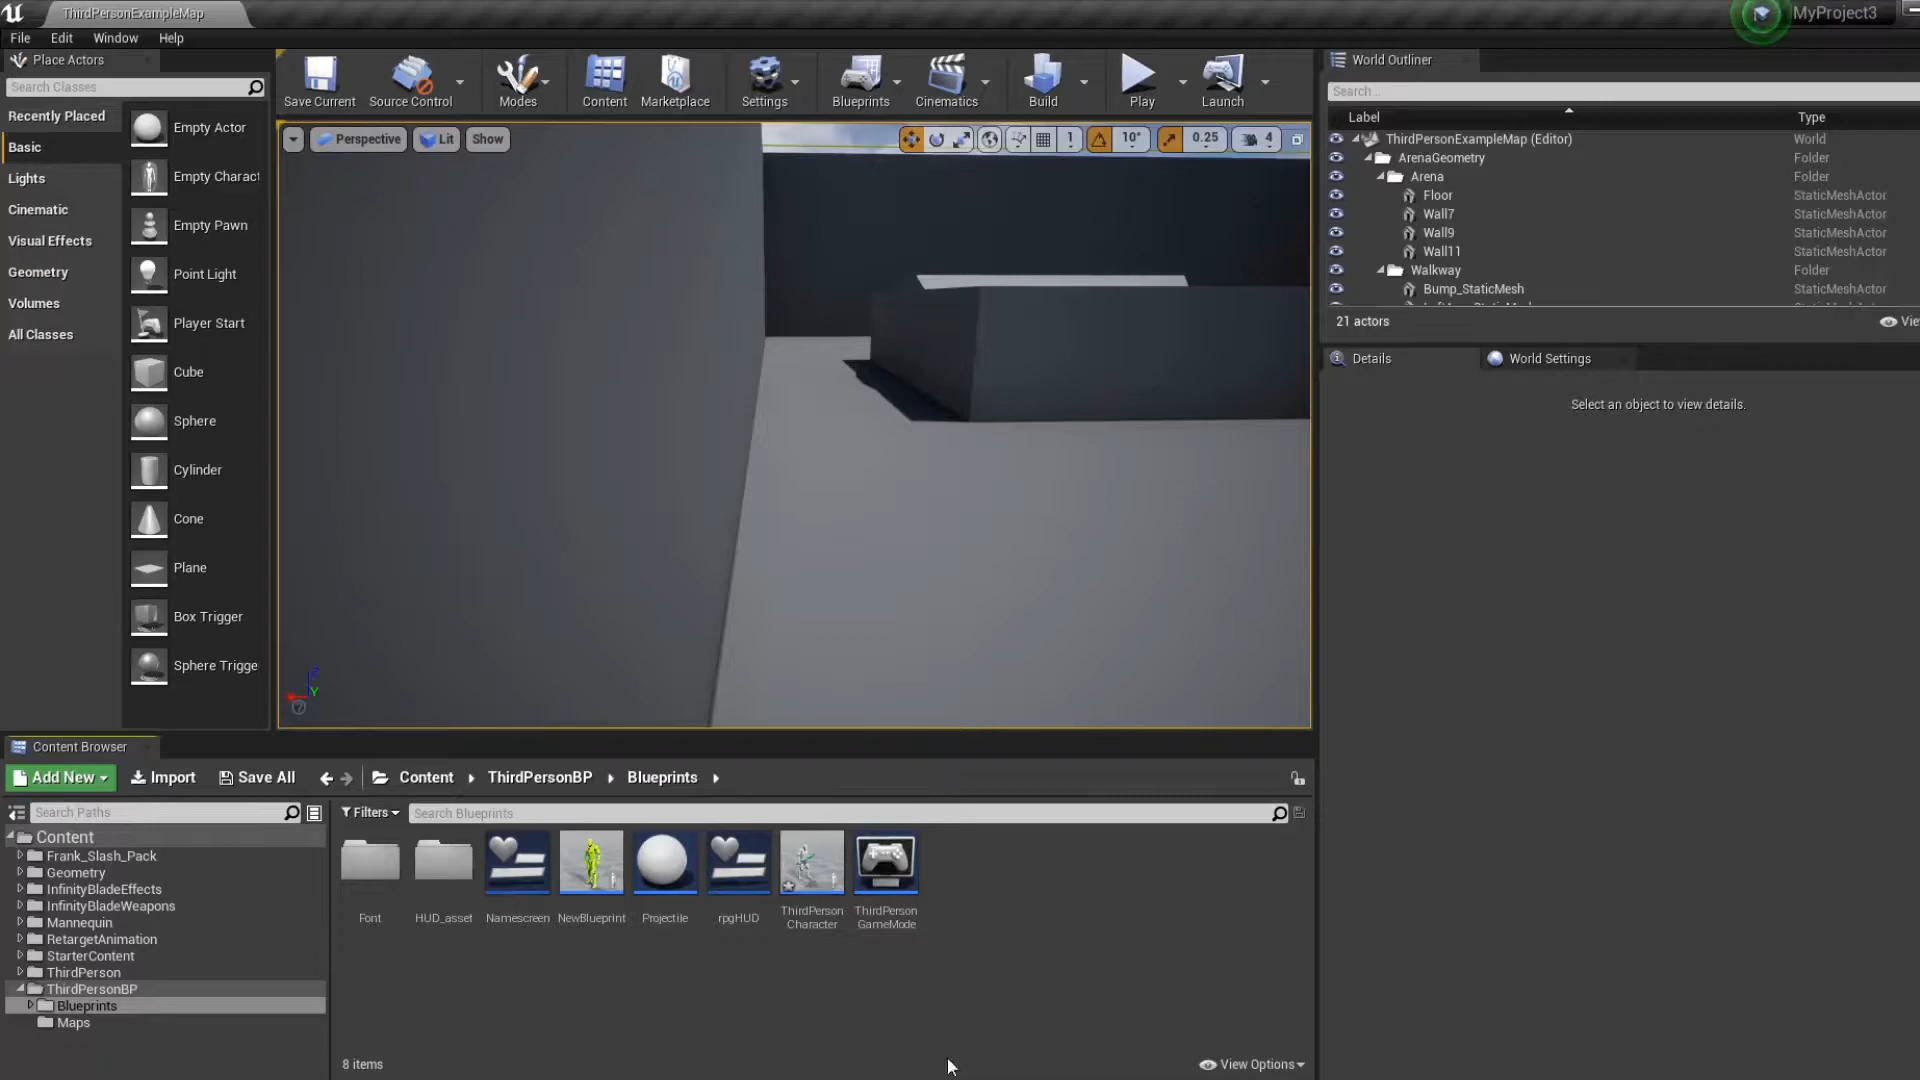 ThirdPersonExampleMap
MyProject3
File Edit Window Help
Place Actors
Search Classes
Recently Placed
Basic
Lights
Cinematic
Visual Effects
Geometry
Volumes
All Classes
Empty Actor
Empty Charact
Empty Pawn
Point Light
Player Start
Cube
Sphere
Cylinder
Cone
Plane
Box Trigger
Sphere Trigge
Save Current Source Control Modes Content Marketplace Settings Blueprints Cinematics Build Play Launch
Perspective Lit Show
1 10° 0.25 4
Z
Y
World Outliner
Search...
Label Type
ThirdPersonExampleMap (Editor) World
ArenaGeometry Folder
Arena Folder
Floor StaticMeshActor
Wall7 StaticMeshActor
Wall9 StaticMeshActor
Wall11 StaticMeshActor
Walkway Folder
Bump_StaticMesh StaticMeshActor
21 actors Vie
Details World Settings
Select an object to view details.
Content Browser
Add New Import Save All Content ThirdPersonBP Blueprints
Search Paths
Filters Search Blueprints
Content
Frank_Slash_Pack
Geometry
InfinityBladeEffects
InfinityBladeWeapons
Mannequin
RetargetAnimation
StarterContent
ThirdPerson
ThirdPersonBP
Blueprints
Maps
Font
HUD_asset
Namescreen
NewBlueprint
Projectile
rpgHUD
ThirdPerson
Character
ThirdPerson
GameMode
8 items View Options